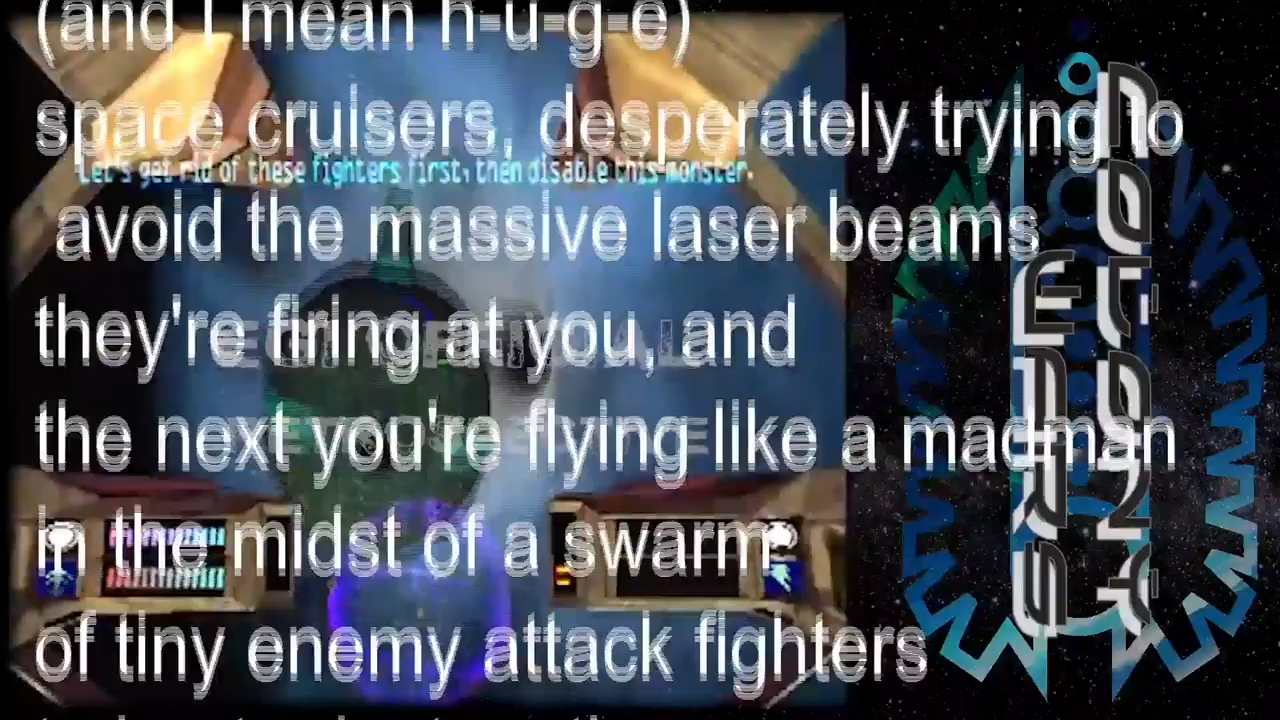 (and I mean h-u-g-e)
space cruisers, desperately trying to
Let's get rid of these fighters first, then disable this monster.
avoid the massive laser beams
they're firing at you, and
the next you're flying like a madman
in the midst of a swarm
of tiny enemy attack fighters
COLONY
WARS